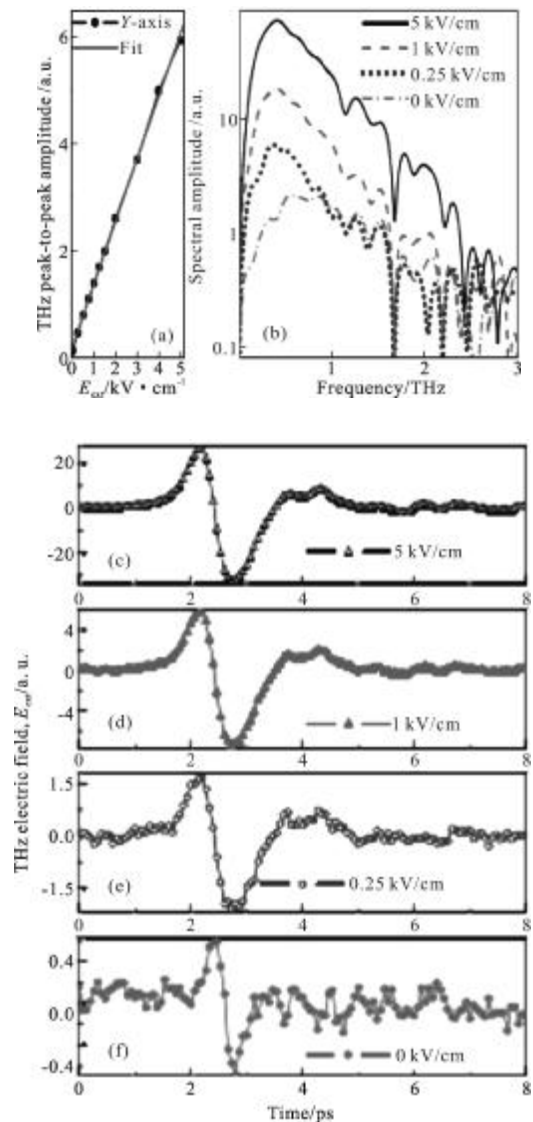 THz peak-to-peak amplitude /a.u.
6
4
2
0
Y-axis
Fit
(a)
0 1 2 3 4 5
E_ext/kV • cm⁻¹
Spectral amplitude /a.u.
10
1
0.1
5 kV/cm
1 kV/cm
0.25 kV/cm
0 kV/cm
(b)
1 2 3
Frequency/THz
THz electric field, E_ext/a. u.
20
0
-20
(c)
5 kV/cm
0 2 4 6 8
4
0
-4
(d)
1 kV/cm
0 2 4 6 8
1.5
0.0
-1.5
(e)
0.25 kV/cm
0 2 4 6 8
0.4
0.0
-0.4
(f)
0 kV/cm
0 2 4 6 8
Time/ps